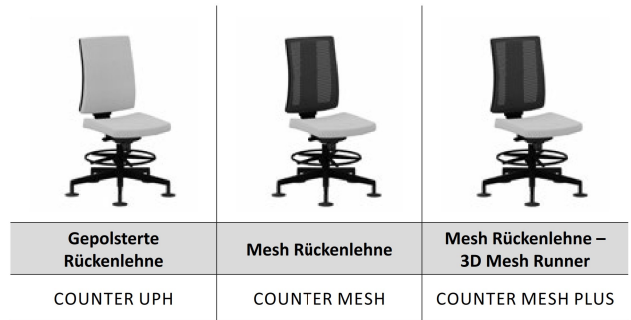 Gepolsterte
Rückenlehne
Mesh Rückenlehne
Mesh Rückenlehne –
3D Mesh Runner
COUNTER UPH
COUNTER MESH
COUNTER MESH PLUS